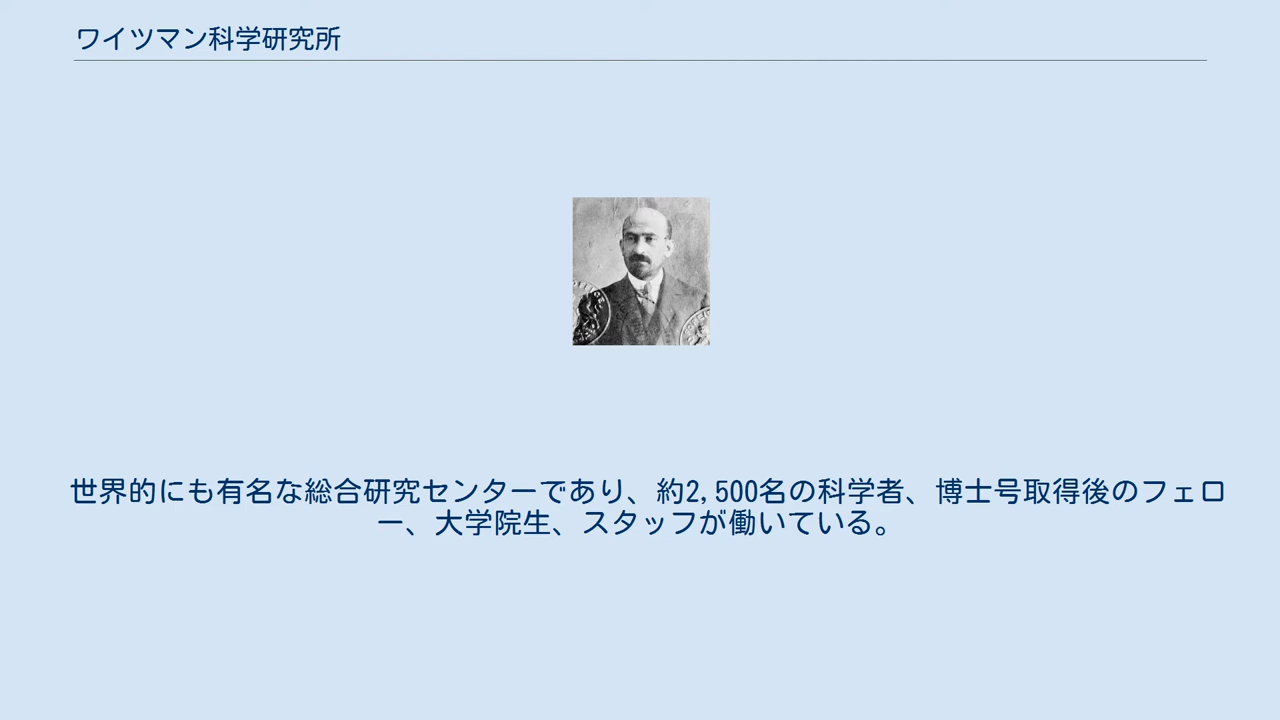 ワイツマン科学研究所
世界的にも有名な総合研究センターであり、約2,500名の科学者、博士号取得後のフェロ
ー、大学院生、スタッフが働いている。